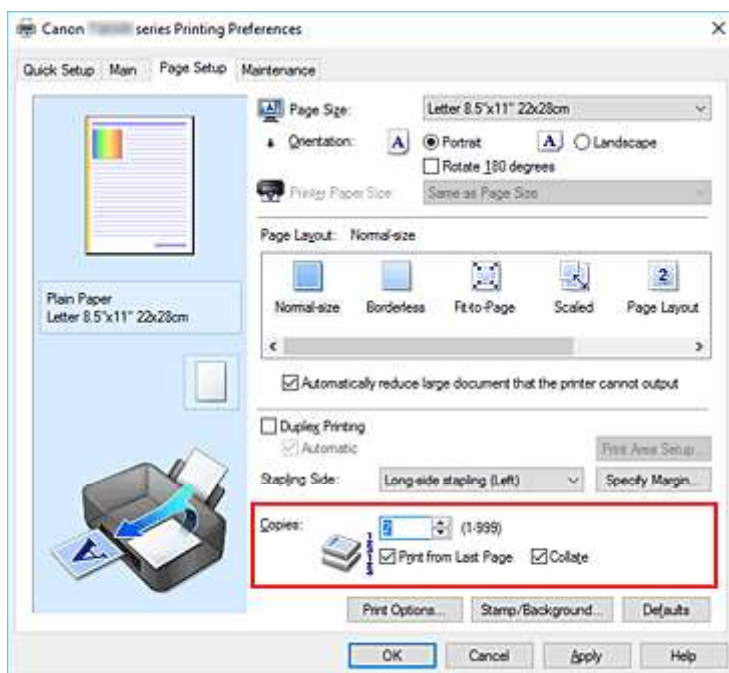 Canon series Printing Preferences
Quick Setup Main Page Setup Maintenance
Page Size: Letter 8.5"x11" 22x28cm
Orientation: A Portrait A Landscape
Rotate 180 degrees
Printer Paper Size: Same as Page Size
Page Layout: Normal-size
Normal-size Borderless Fit-to-Page Scaled 2 Page Layout
Plain Paper
Letter 8.5"x11" 22x28cm
Automatically reduce large document that the printer cannot output
Duplex Printing
Automatic Print Area Setup...
Stapling Side: Long-side stapling (Left) Specify Margin...
Copies: 2 (1-999)
Print from Last Page Collate
Print Options... Stamp/Background... Defaults
OK Cancel Apply Help